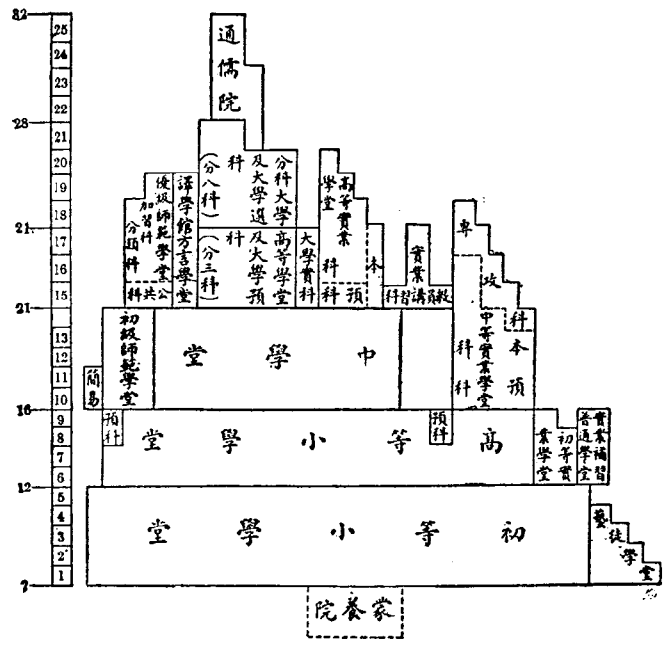 32
28
21
21
16
12
7
25
24
23
22
21
20
19
18
17
16
15
13
12
11
10
9
8
7
6
5
4
3
2
1
通儒院
分科大學
及大學選
科
(分八科)
高等學堂
及大學預
科
(分三科)
大學實科
譯學館方言學堂
優級師範學堂
加習科
分類科
公共科
高等實業
學堂
本科
預科
實業教員講習科
專攻科
中等實業學堂
本科
預科
初級師範學堂
簡易
中學堂
預科
高等小學堂
預科
初等實業學堂
實業補習
普通學堂
初等小學堂
藝徒學堂
蒙養院